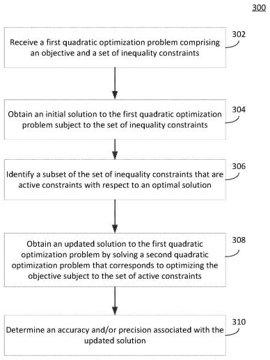 300
302
Receive a first quadratic optimization problem comprising
an objective and a set of inequality constraints
304
Obtain an initial solution to the first quadratic optimization
problem subject to the set of inequality constraints
306
Identify a subset of the set of inequality constraints that are
active constraints with respect to an optimal solution
308
Obtain an updated solution to the first quadratic
optimization problem by solving a second quadratic
optimization problem that corresponds to optimizing the
objective subject to the set of active constraints
310
Determine an accuracy and/or precision associated with the
updated solution